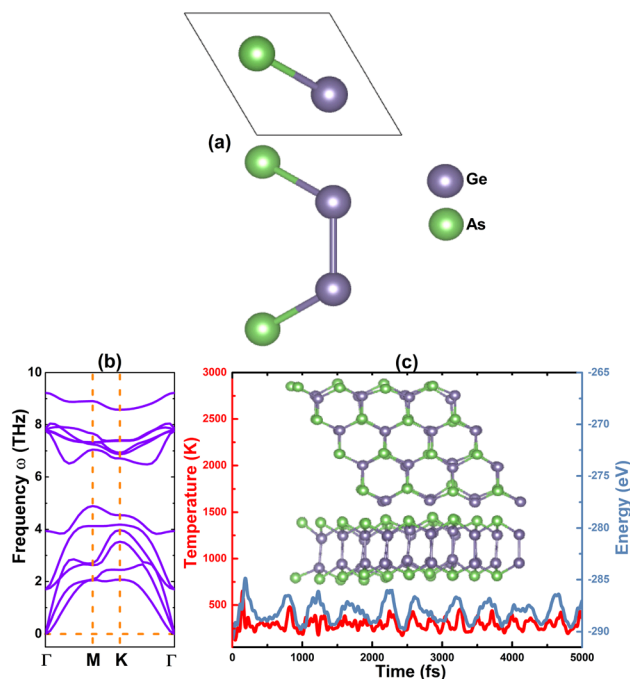 (a)
Ge
As
(b)
(c)
Frequency ω (THz)
10
8
6
4
2
0
Γ
M
K
Γ
Temperature (K)
3000
2500
2000
1500
1000
500
Energy (eV)
-265
-270
-275
-280
-285
-290
0
1000
2000
3000
4000
5000
Time (fs)